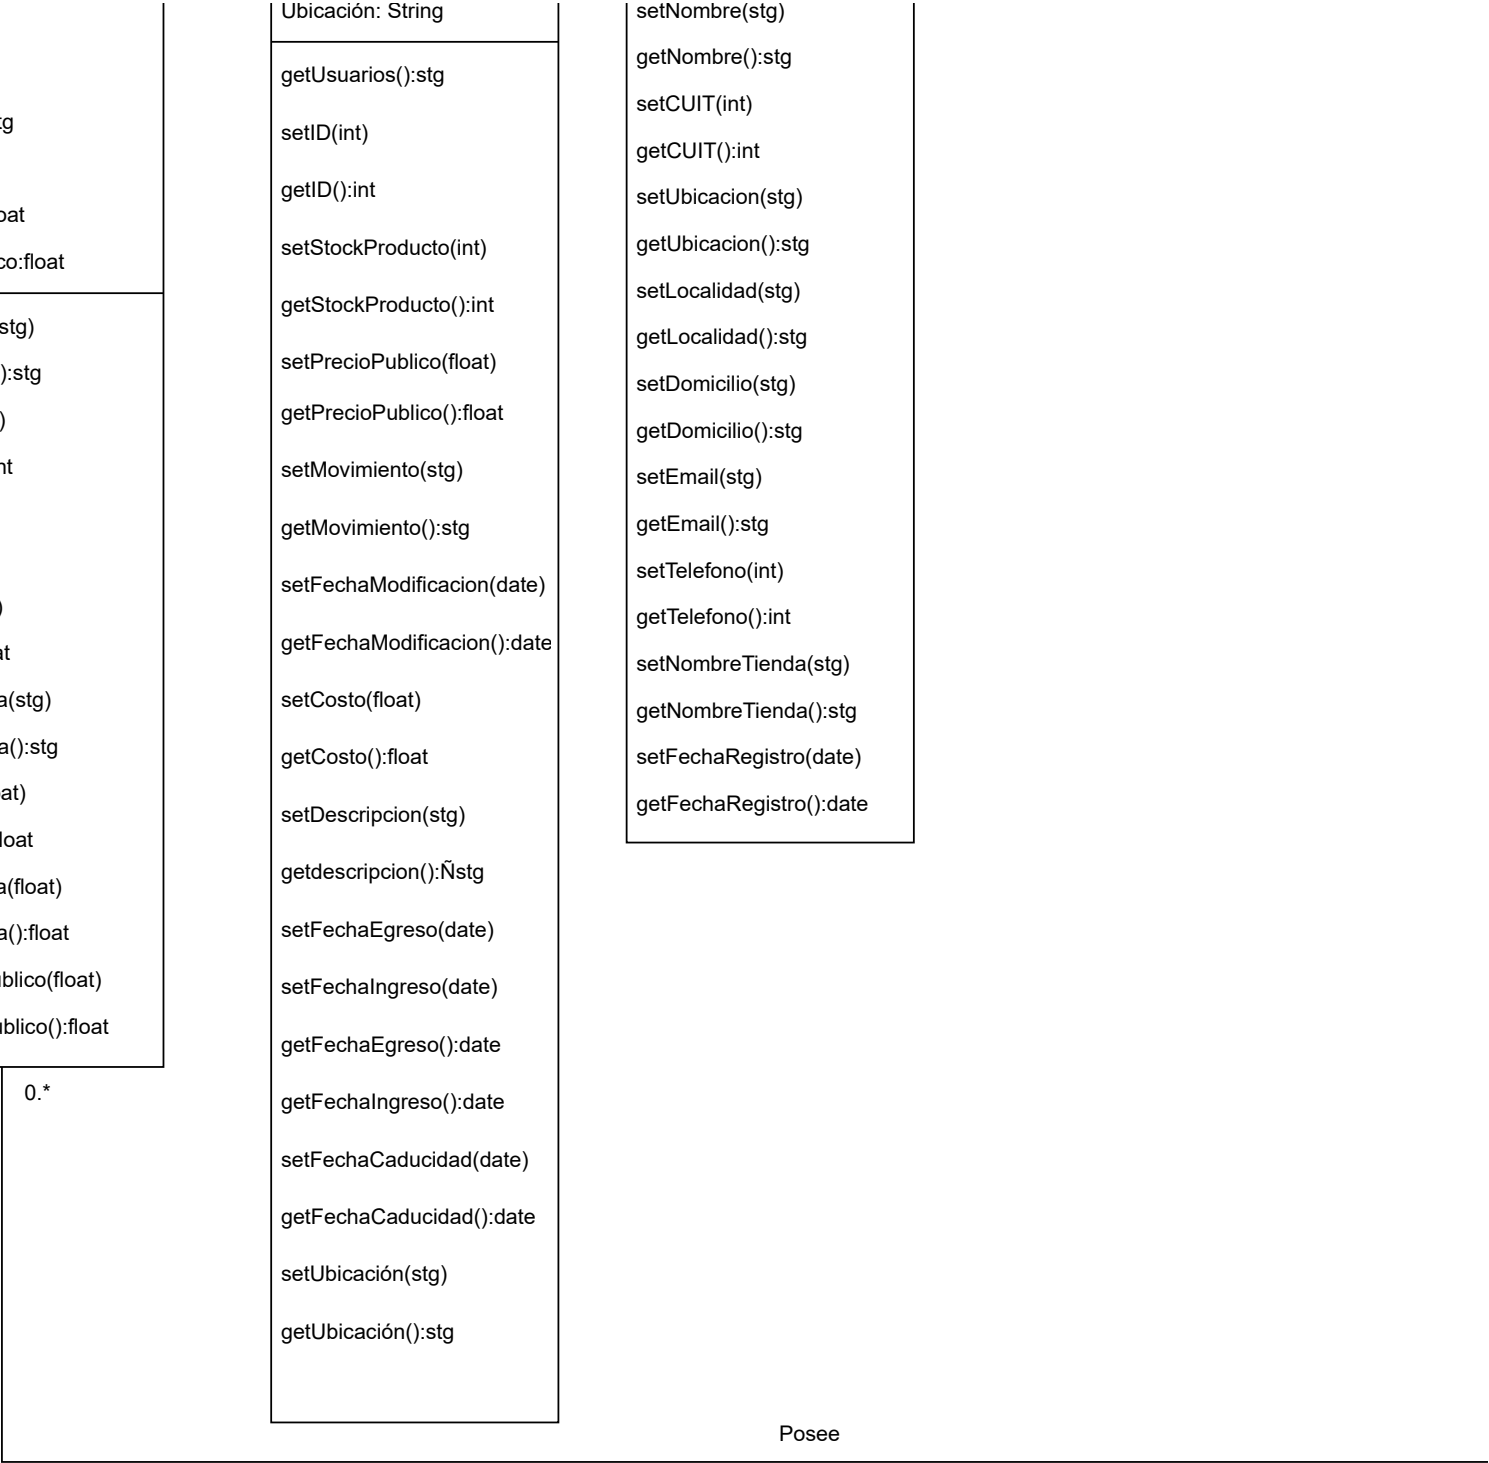 tg
oat
co:float
stg)
):stg
)
nt
)
at
a(stg)
a():stg
at)
loat
a(float)
a():float
blico(float)
ublico():float
0.*
Ubicación: String
getUsuarios():stg
setID(int)
getID():int
setStockProducto(int)
getStockProducto():int
setPrecioPublico(float)
getPrecioPublico():float
setMovimiento(stg)
getMovimiento():stg
setFechaModificacion(date)
getFechaModificacion():date
setCosto(float)
getCosto():float
setDescripcion(stg)
getdescripcion():Ñstg
setFechaEgreso(date)
setFechaIngreso(date)
getFechaEgreso():date
getFechaIngreso():date
setFechaCaducidad(date)
getFechaCaducidad():date
setUbicación(stg)
getUbicación():stg
setNombre(stg)
getNombre():stg
setCUIT(int)
getCUIT():int
setUbicacion(stg)
getUbicacion():stg
setLocalidad(stg)
getLocalidad():stg
setDomicilio(stg)
getDomicilio():stg
setEmail(stg)
getEmail():stg
setTelefono(int)
getTelefono():int
setNombreTienda(stg)
getNombreTienda():stg
setFechaRegistro(date)
getFechaRegistro():date
Posee